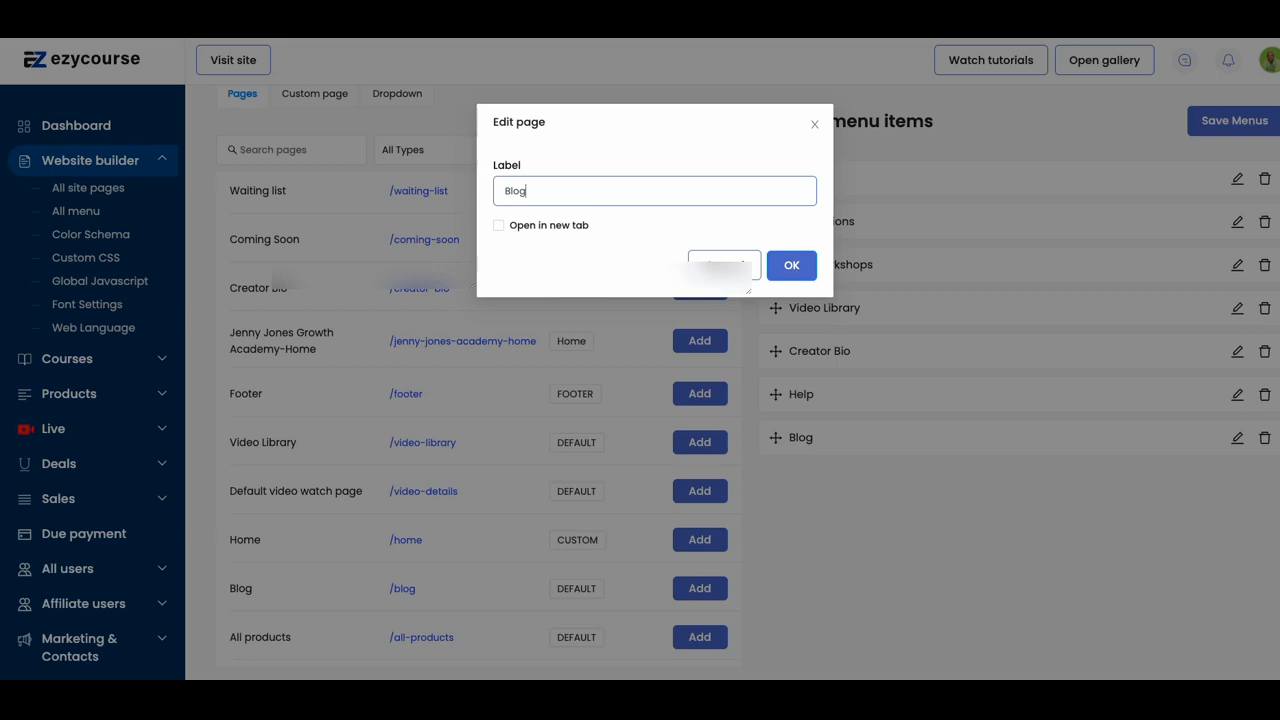 ezycourse
Visit site
Watch tutorials
Open gallery
Dashboard
Website builder
All site pages
All menu
Color Schema
Custom CSS
Global Javascript
Font Settings
Web Language
Courses
Products
Live
Deals
Sales
Due payment
All users
Affiliate users
Marketing &
Contacts
Pages Custom page Dropdown
Search pages
All Types
Waiting list /waiting-list
Coming Soon /coming-soon
Creator Bio /creator-bio
Jenny Jones Growth
Academy-Home
/jenny-jones-academy-home Home Add
Footer /footer FOOTER Add
Video Library /video-library DEFAULT Add
Default video watch page /video-details DEFAULT Add
Home /home CUSTOM Add
Blog /blog DEFAULT Add
All products /all-products DEFAULT Add
Edit page
Label
Blog
Open in new tab
OK
menu items
Save Menus
Video Library
Creator Bio
Help
Blog